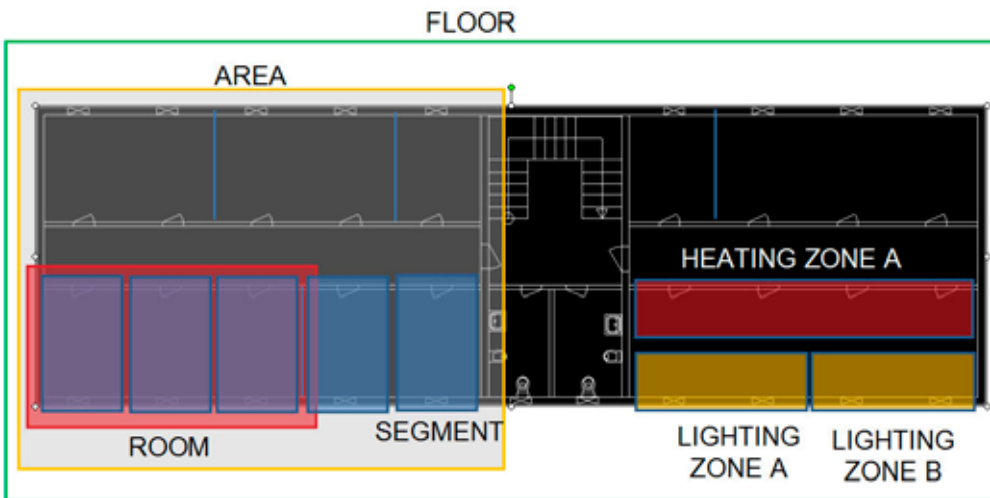 FLOOR
AREA
HEATING ZONE A
ROOM
SEGMENT
LIGHTING
ZONE A
LIGHTING
ZONE B